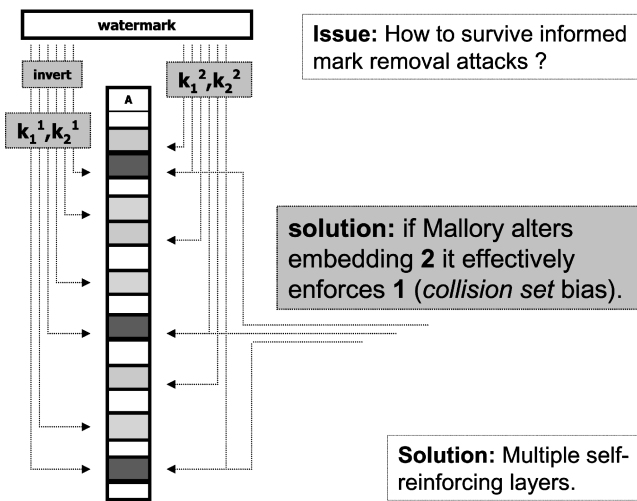 watermark
Issue: How to survive informed
mark removal attacks ?
invert
k₁²,k₂²
A
k₁¹,k₂¹
solution: if Mallory alters
embedding 2 it effectively
enforces 1 (collision set bias).
Solution: Multiple self-
reinforcing layers.